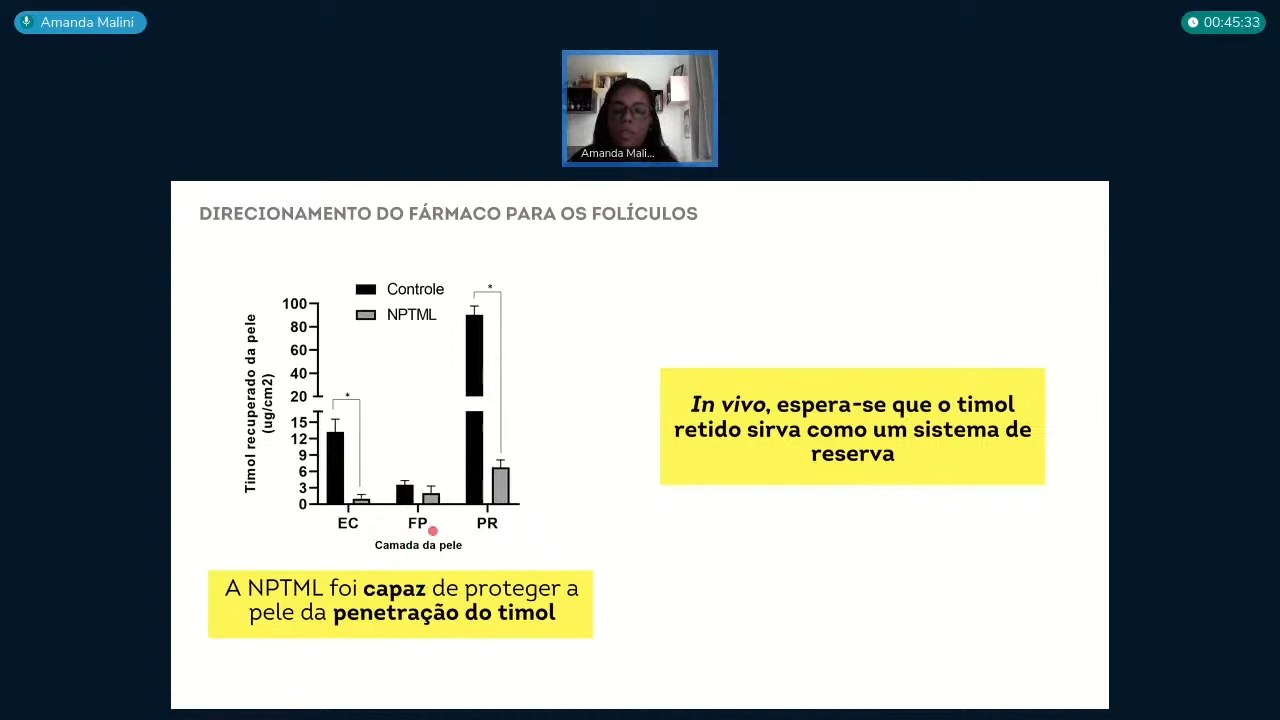 Amanda Malini
00:45:33
Amanda Mali...
DIRECIONAMENTO DO FÁRMACO PARA OS FOLÍCULOS
Controle
NPTML
*
*
100
80
60
40
20
15
12
9
6
3
0
Timol recuperado da pele
(ug/cm2)
EC
FP
PR
Camada da pele
In vivo, espera-se que o timol
retido sirva como um sistema de
reserva
A NPTML foi capaz de proteger a
pele da penetração do timol